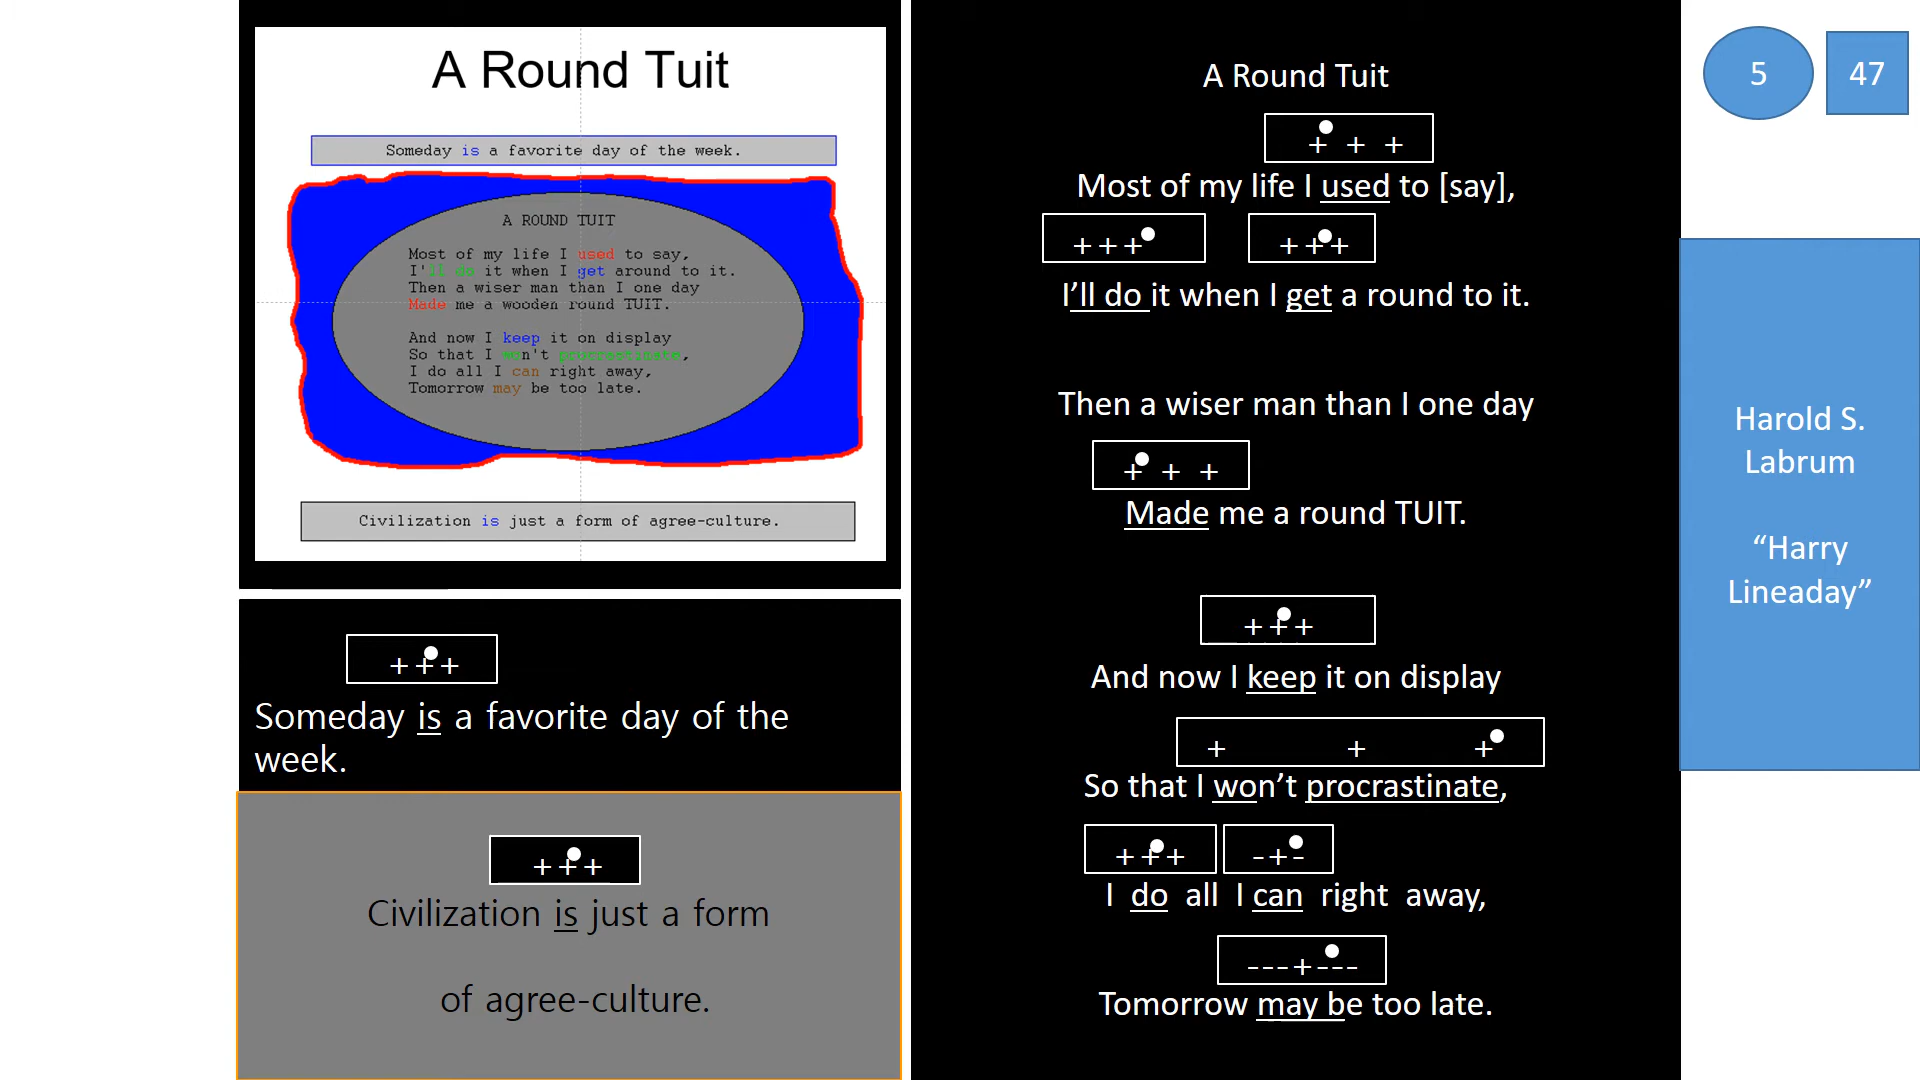 A Round Tuit
Someday is a favorite day of the week.
A ROUND TUIT
Most of my life I used to say,
I'll do it when I get around to it.
Then a wiser man than I one day
Made me a wooden round TUIT.
And now I keep it on display
So that I won't procrastinate,
I do all I can right away,
Tomorrow may be too late.
Civilization is just a form of agree-culture.
+++
Someday is a favorite day of the
week.
+++
Civilization is just a form
of agree-culture.
A Round Tuit
+ + +
Most of my life I used to [say],
+++ +++
I’ll do it when I get a round to it.
Then a wiser man than I one day
+ + +
Made me a round TUIT.
+++
And now I keep it on display
+ + +
So that I won’t procrastinate,
+++ -+-
I do all I can right away,
---+---
Tomorrow may be too late.
5 47
Harold S.
Labrum
“Harry
Lineaday”